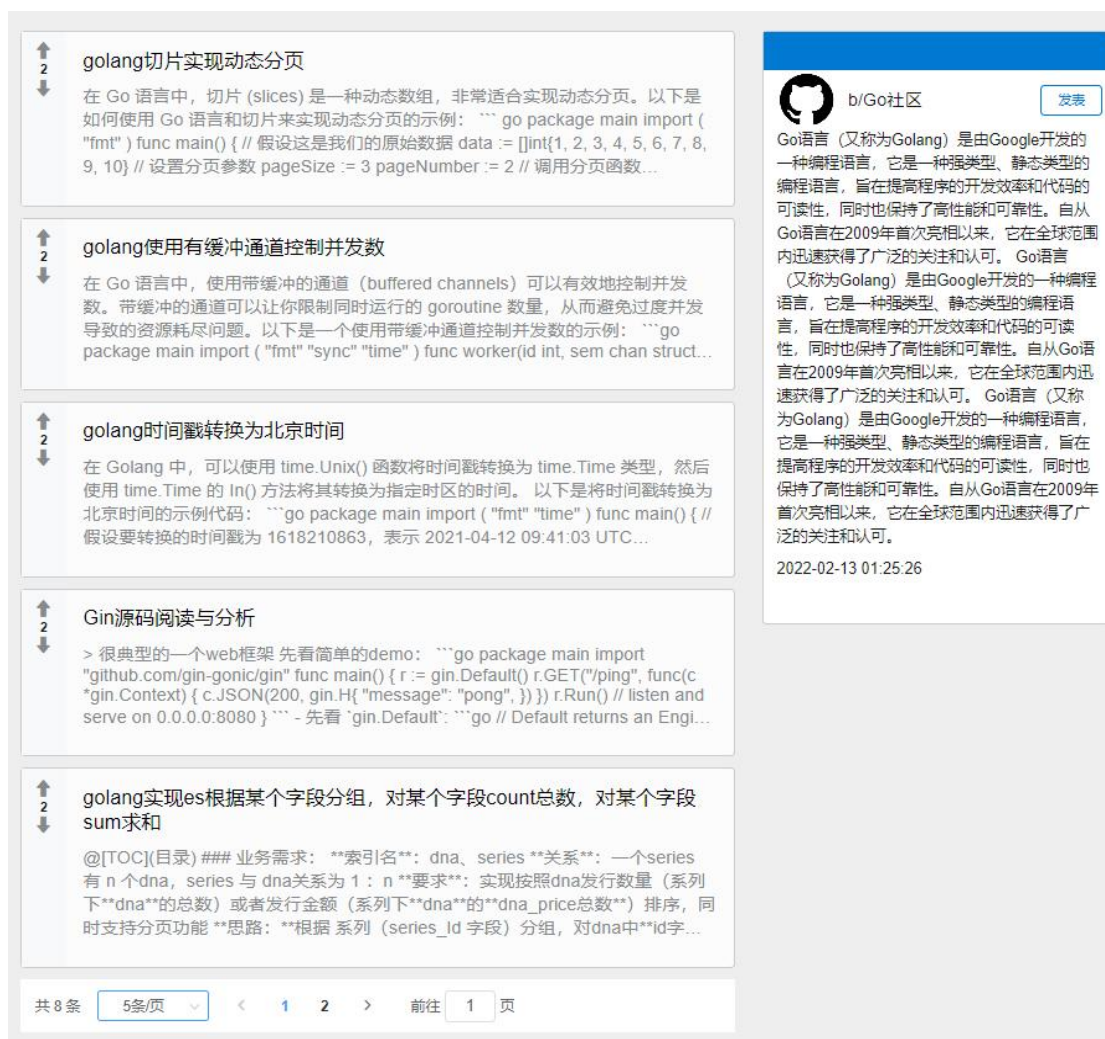 2
golang切片实现动态分页
在 Go 语言中，切片 (slices) 是一种动态数组，非常适合实现动态分页。以下是
如何使用 Go 语言和切片来实现动态分页的示例： ``` go package main import (
"fmt" ) func main() { // 假设这是我们的原始数据 data := []int{1, 2, 3, 4, 5, 6, 7, 8,
9, 10} // 设置分页参数 pageSize := 3 pageNumber := 2 // 调用分页函数…
2
golang使用有缓冲通道控制并发数
在 Go 语言中，使用带缓冲的通道（buffered channels）可以有效地控制并发
数。带缓冲的通道可以让你限制同时运行的 goroutine 数量，从而避免过度并发
导致的资源耗尽问题。以下是一个使用带缓冲通道控制并发数的示例： ```go
package main import ( "fmt" "sync" "time" ) func worker(id int, sem chan struct…
2
golang时间戳转换为北京时间
在 Golang 中，可以使用 time.Unix() 函数将时间戳转换为 time.Time 类型，然后
使用 time.Time 的 In() 方法将其转换为指定时区的时间。 以下是将时间戳转换为
北京时间的示例代码： ```go package main import ( "fmt" "time" ) func main() { //
假设要转换的时间戳为 1618210863，表示 2021-04-12 09:41:03 UTC…
2
Gin源码阅读与分析
> 很典型的一个web框架 先看简单的demo： ```go package main import
"github.com/gin-gonic/gin" func main() { r := gin.Default() r.GET("/ping", func(c
*gin.Context) { c.JSON(200, gin.H{ "message": "pong", }) }) r.Run() // listen and
serve on 0.0.0.0:8080 } ``` - 先看 `gin.Default`: ```go // Default returns an Engi…
2
golang实现es根据某个字段分组，对某个字段count总数，对某个字段
sum求和
@[TOC](目录) ### 业务需求： **索引名**：dna、series **关系**：一个series
有 n 个dna，series 与 dna关系为 1 ：n **要求**：实现按照dna发行数量（系列
下**dna**的总数）或者发行金额（系列下**dna**的**dna_price总数**）排序，同
时支持分页功能 **思路：**根据 系列（series_Id 字段）分组，对dna中**id字…
共 8 条 5条/页 < 1 2 > 前往 1 页
b/Go社区 发表
Go语言（又称为Golang）是由Google开发的
一种编程语言，它是一种强类型、静态类型的
编程语言，旨在提高程序的开发效率和代码的
可读性，同时也保持了高性能和可靠性。自从
Go语言在2009年首次亮相以来，它在全球范围
内迅速获得了广泛的关注和认可。 Go语言
（又称为Golang）是由Google开发的一种编程
语言，它是一种强类型、静态类型的编程语
言，旨在提高程序的开发效率和代码的可读
性，同时也保持了高性能和可靠性。自从Go语
言在2009年首次亮相以来，它在全球范围内迅
速获得了广泛的关注和认可。 Go语言（又称
为Golang）是由Google开发的一种编程语言，
它是一种强类型、静态类型的编程语言，旨在
提高程序的开发效率和代码的可读性，同时也
保持了高性能和可靠性。自从Go语言在2009年
首次亮相以来，它在全球范围内迅速获得了广
泛的关注和认可。
2022-02-13 01:25:26